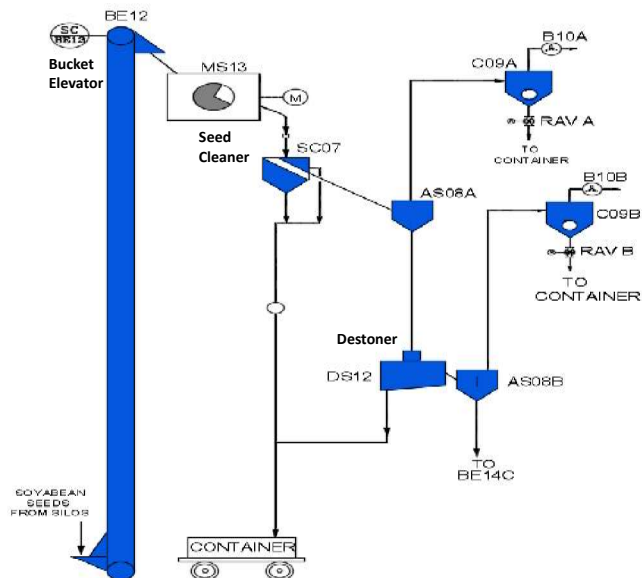 BE12
SC
BE13
Bucket
Elevator
MS13
M
Seed
Cleaner
SC07
AS08A
C09A
B10A
RAV A
TO
CONTAINER
B10B
C09B
RAV B
TO
CONTAINER
Destoner
DS12
AS08B
TO
BE14C
SOYABEAN
SEEDS
FROM SILOS
CONTAINER